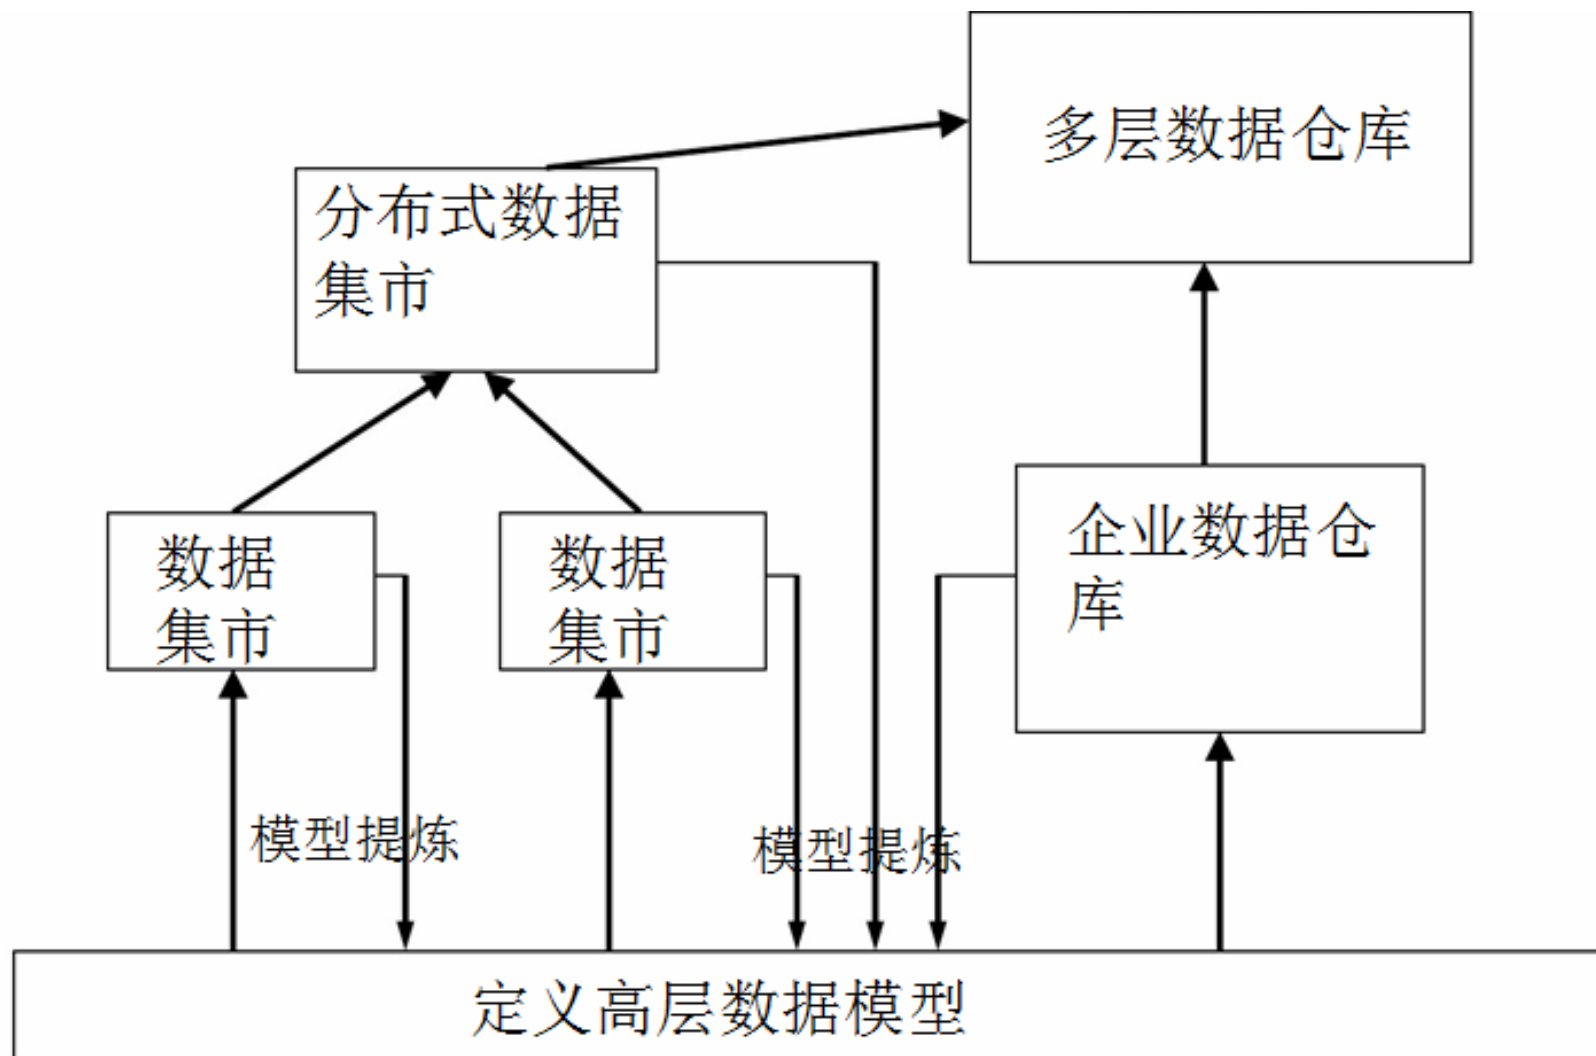 多层数据仓库
分布式数据
集市
数据
集市
数据
集市
企业数据仓
库
模型提炼
模型提炼
定义高层数据模型